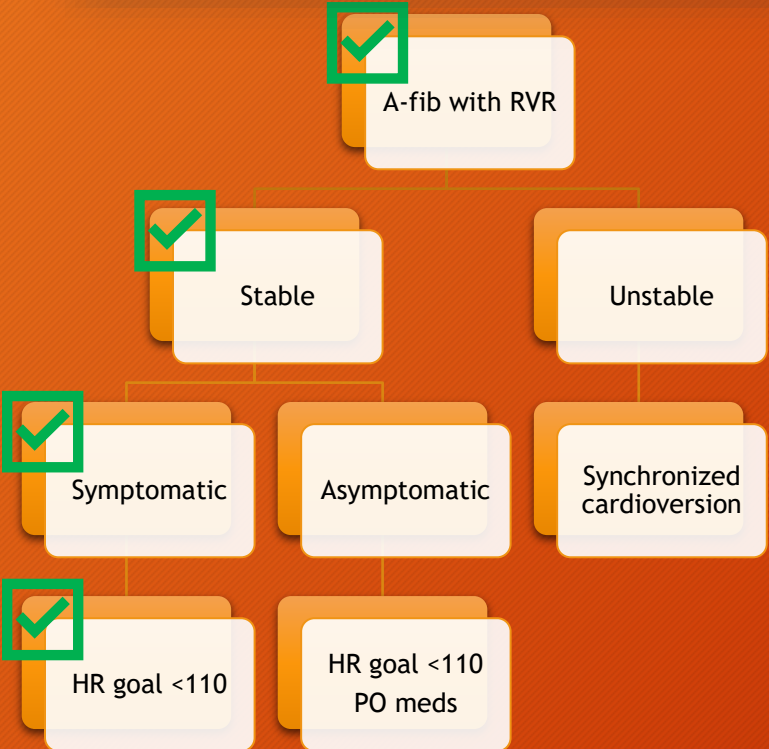 A-fib with RVR
Stable
Unstable
Symptomatic
Asymptomatic
Synchronized
cardioversion
HR goal <110
HR goal <110
PO meds